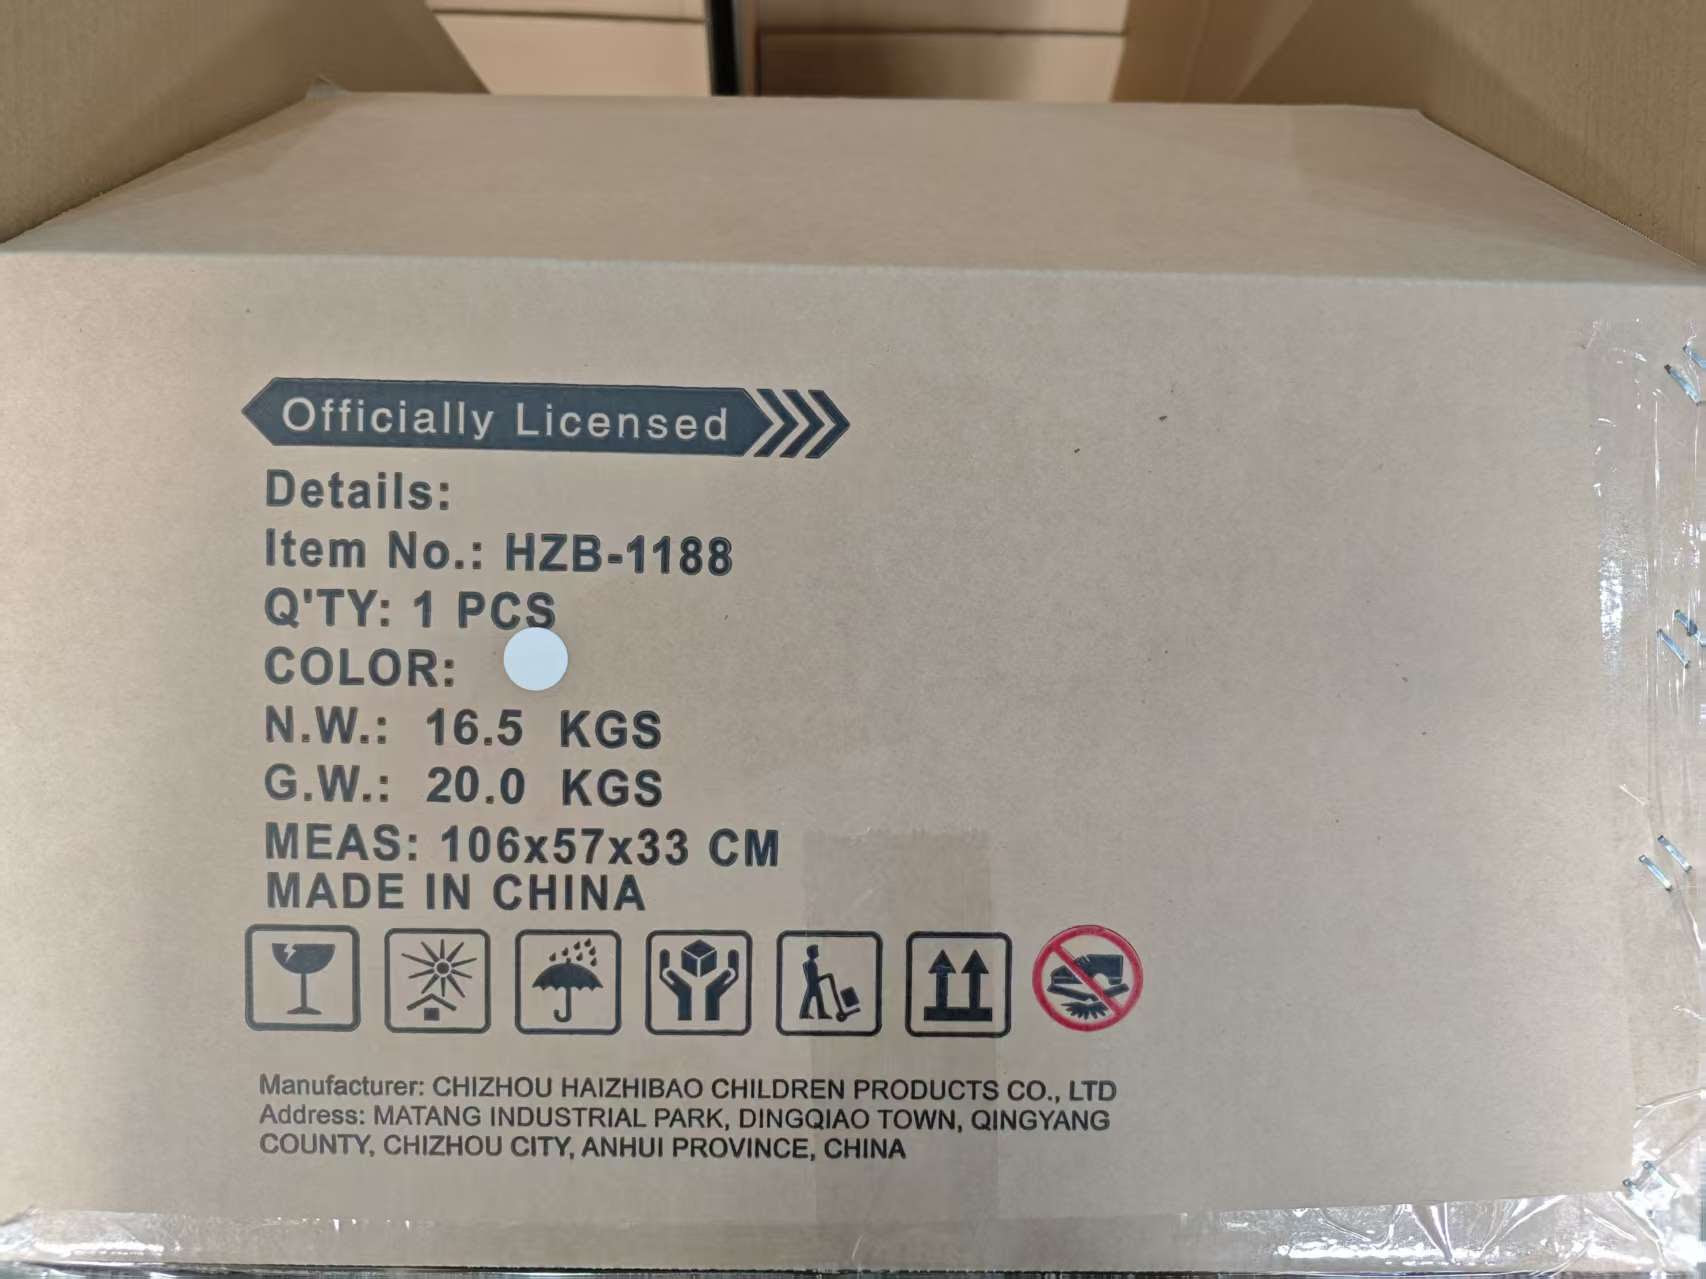 Officially Licensed
Details:
Item No.: HZB-1188
Q'TY: 1 PCS
COLOR:
N.W.: 16.5 KGS
G.W.: 20.0 KGS
MEAS: 106x57x33 CM
MADE IN CHINA
Manufacturer: CHIZHOU HAIZHIBAO CHILDREN PRODUCTS CO., LTD
Address: MATANG INDUSTRIAL PARK, DINGQIAO TOWN, QINGYANG
COUNTY, CHIZHOU CITY, ANHUI PROVINCE, CHINA